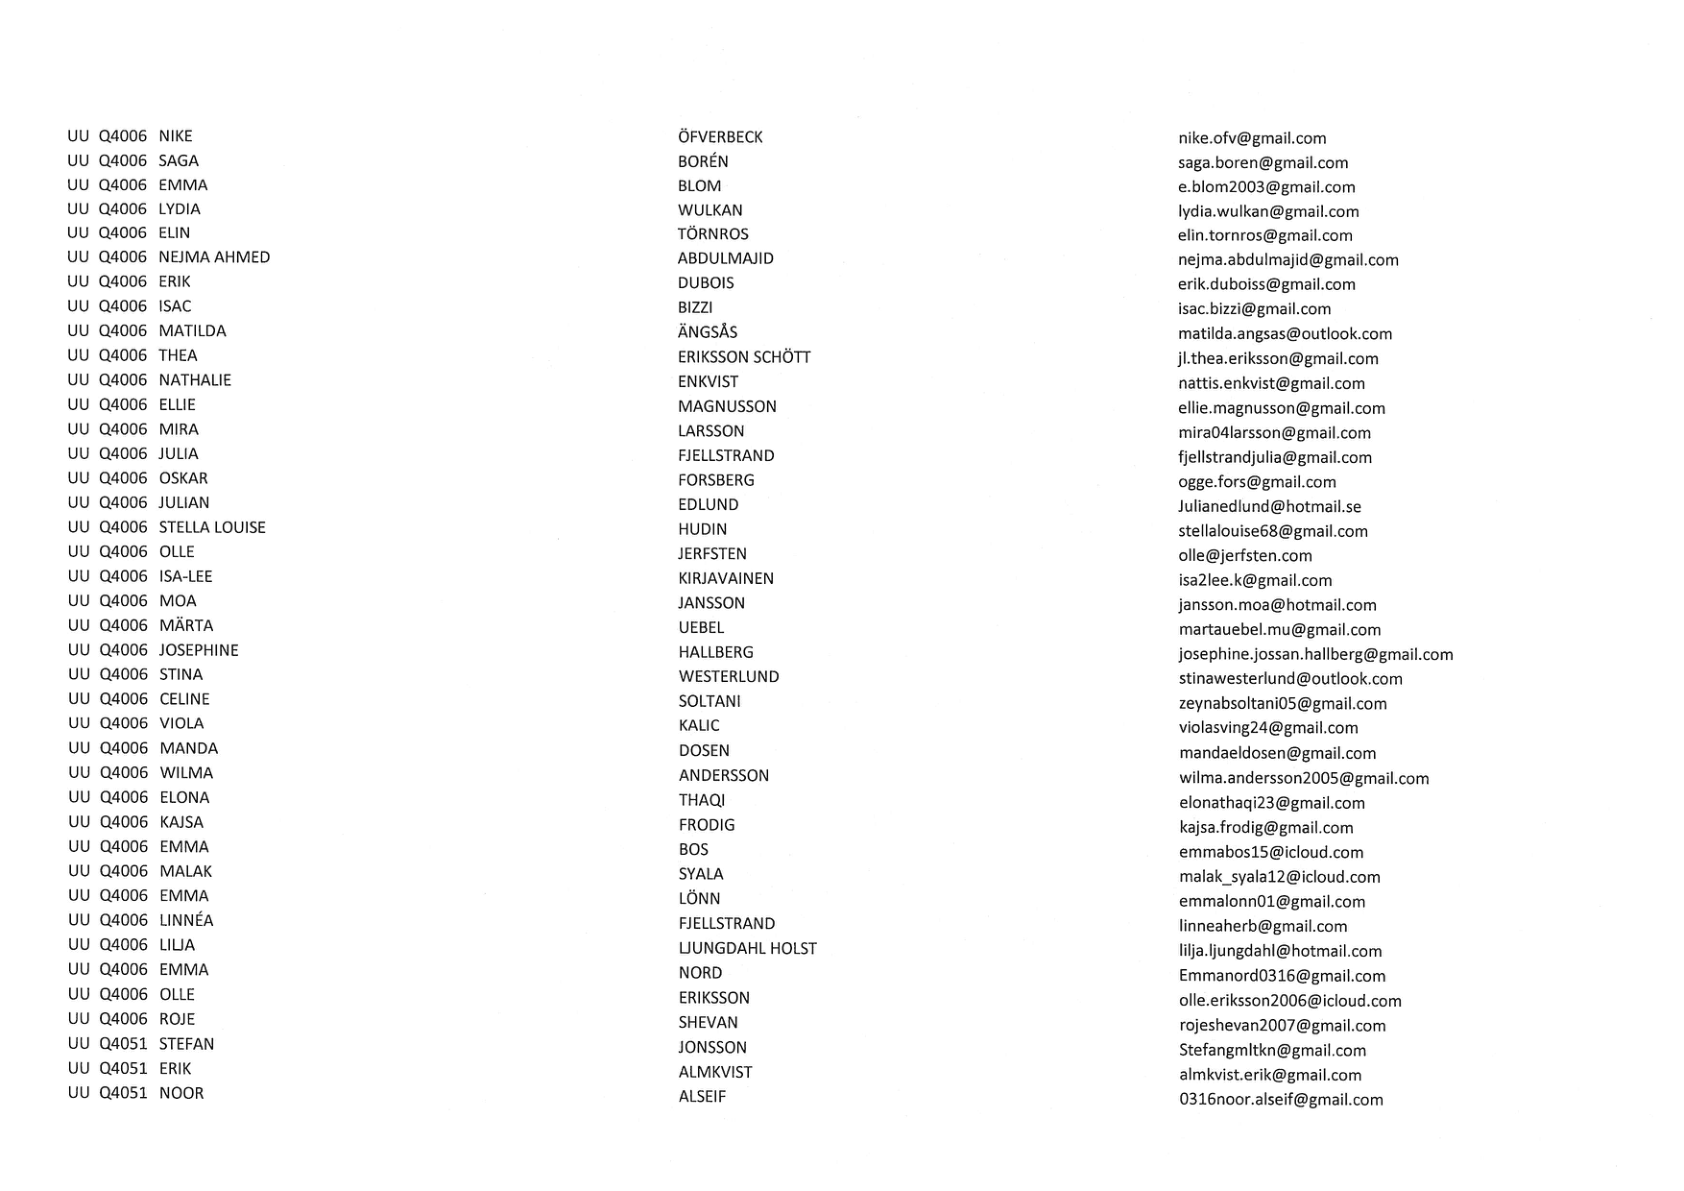 UU Q4006 NIKE ÖFVERBECK nike.ofv@gmail.com
UU Q4006 SAGA BORÉN saga.boren@gmail.com
UU Q4006 EMMA BLOM e.blom2003@gmail.com
UU Q4006 LYDIA WULKAN lydia.wulkan@gmail.com
UU Q4006 ELIN TÖRNROS elin.tornros@gmail.com
UU Q4006 NEJMA AHMED ABDULMAJID nejma.abdulmajid@gmail.com
UU Q4006 ERIK DUBOIS erik.duboiss@gmail.com
UU Q4006 ISAC BIZZI isac.bizzi@gmail.com
UU Q4006 MATILDA ÄNGSÅS matilda.angsas@outlook.com
UU Q4006 THEA ERIKSSON SCHÖTT jl.thea.eriksson@gmail.com
UU Q4006 NATHALIE ENKVIST nattis.enkvist@gmail.com
UU Q4006 ELLIE MAGNUSSON ellie.magnusson@gmail.com
UU Q4006 MIRA LARSSON mira04larsson@gmail.com
UU Q4006 JULIA FJELLSTRAND fjellstrandjulia@gmail.com
UU Q4006 OSKAR FORSBERG ogge.fors@gmail.com
UU Q4006 JULIAN EDLUND Julianedlund@hotmail.se
UU Q4006 STELLA LOUISE HUDIN stellalouise68@gmail.com
UU Q4006 OLLE JERFSTEN olle@jerfsten.com
UU Q4006 ISA-LEE KIRJAVAINEN isa2lee.k@gmail.com
UU Q4006 MOA JANSSON jansson.moa@hotmail.com
UU Q4006 MÄRTA UEBEL martauebel.mu@gmail.com
UU Q4006 JOSEPHINE HALLBERG josephine.jossan.hallberg@gmail.com
UU Q4006 STINA WESTERLUND stinawesterlund@outlook.com
UU Q4006 CELINE SOLTANI zeynabsoltani05@gmail.com
UU Q4006 VIOLA KALIC violasving24@gmail.com
UU Q4006 MANDA DOSEN mandaeldosen@gmail.com
UU Q4006 WILMA ANDERSSON wilma.andersson2005@gmail.com
UU Q4006 ELONA THAQI elonathaqi23@gmail.com
UU Q4006 KAJSA FRODIG kajsa.frodig@gmail.com
UU Q4006 EMMA BOS emmabos15@icloud.com
UU Q4006 MALAK SYALA malak_syala12@icloud.com
UU Q4006 EMMA LÖNN emmalonn01@gmail.com
UU Q4006 LINNÉA FJELLSTRAND linneaherb@gmail.com
UU Q4006 LILJA LJUNGDAHL HOLST lilja.ljungdahl@hotmail.com
UU Q4006 EMMA NORD Emmanord0316@gmail.com
UU Q4006 OLLE ERIKSSON olle.eriksson2006@icloud.com
UU Q4006 ROJE SHEVAN rojeshevan2007@gmail.com
UU Q4051 STEFAN JONSSON Stefangmltkn@gmail.com
UU Q4051 ERIK ALMKVIST almkvist.erik@gmail.com
UU Q4051 NOOR ALSEIF 0316noor.alseif@gmail.com